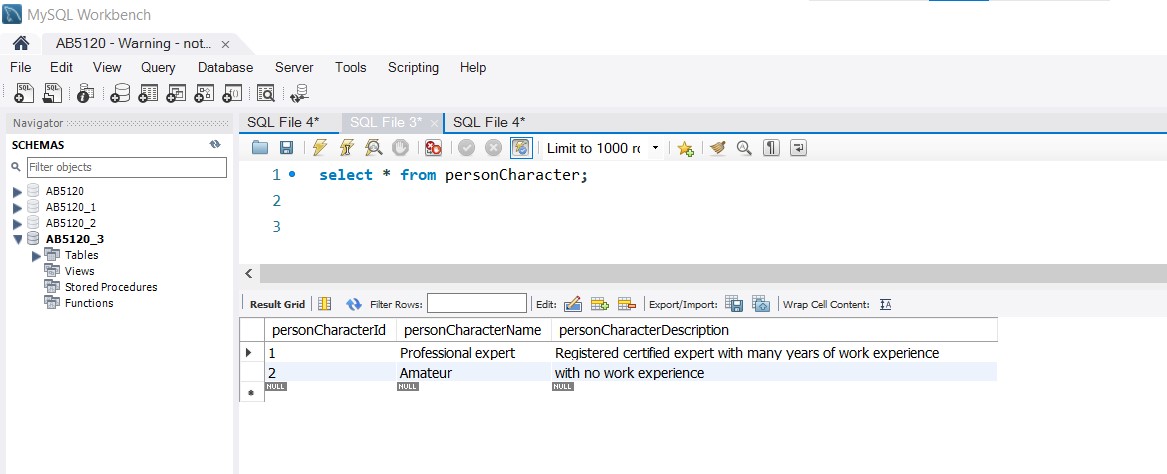 MySQL Workbench
AB5120 - Warning - not... ×
File Edit View Query Database Server Tools Scripting Help
Navigator
SQL File 4* SQL File 3* × SQL File 4*
SCHEMAS
Filter objects
Limit to 1000 ro
AB5120
AB5120_1
AB5120_2
AB5120_3
Tables
Views
Stored Procedures
Functions
1 select * from personCharacter;
2
3
Result Grid Filter Rows: Edit: Export/Import: Wrap Cell Content: IA
personCharacterId personCharacterName personCharacterDescription
1 Professional expert Registered certified expert with many years of work experience
2 Amateur with no work experience
NULL NULL NULL